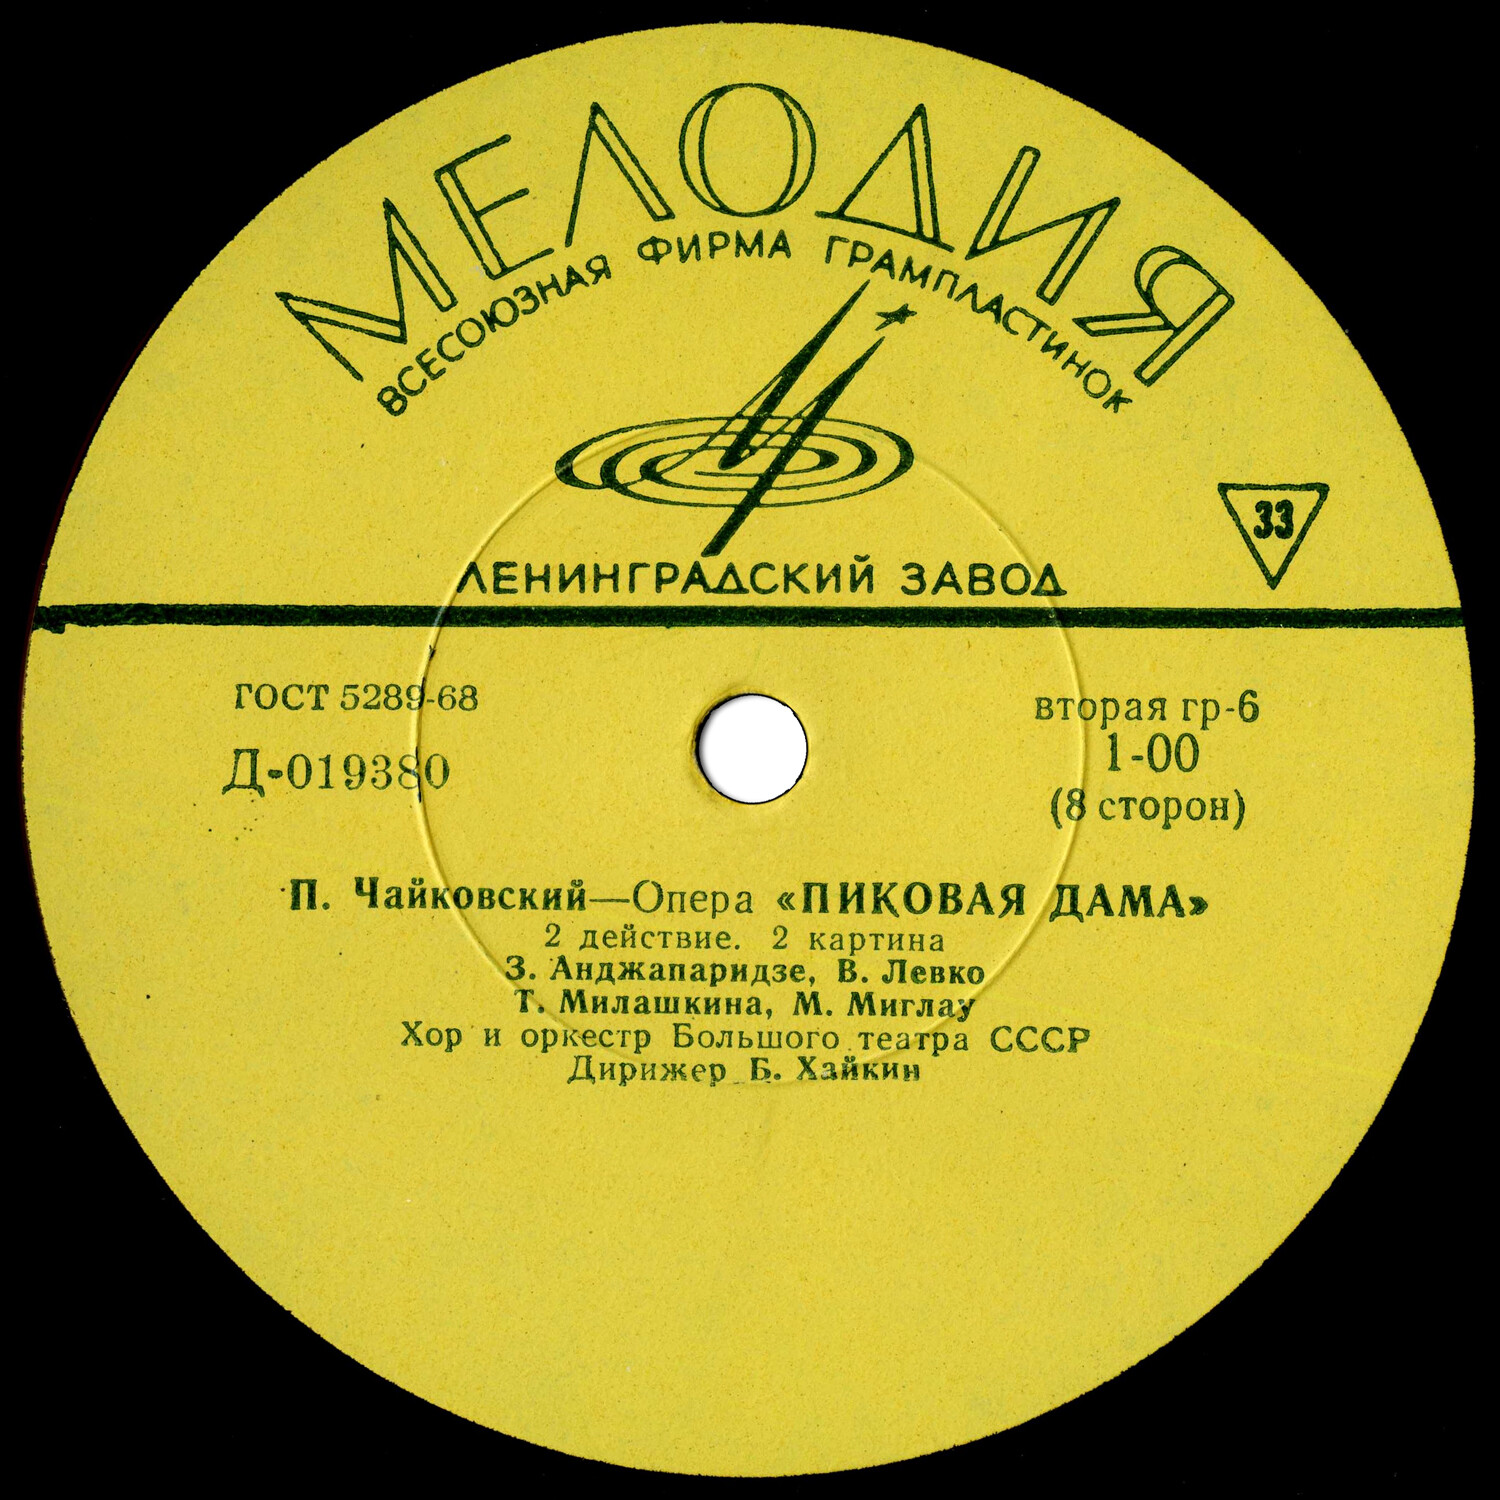 МЕЛОДИЯ
ВСЕСОЮЗНАЯ ФИРМА ГРАМПЛАСТИНОК
33
ЛЕНИНГРАДСКИЙ ЗАВОД
ГОСТ 5289-68
Д-019380
вторая гр-6
1-00
(8 сторон)
П. Чайковский—Опера «ПИКОВАЯ ДАМА»
2 действие. 2 картина
З. Анджапаридзе, В. Левко
Т. Милашкина, М. Миглау
Хор и оркестр Большого театра СССР
Дирижер Б. Хайкин